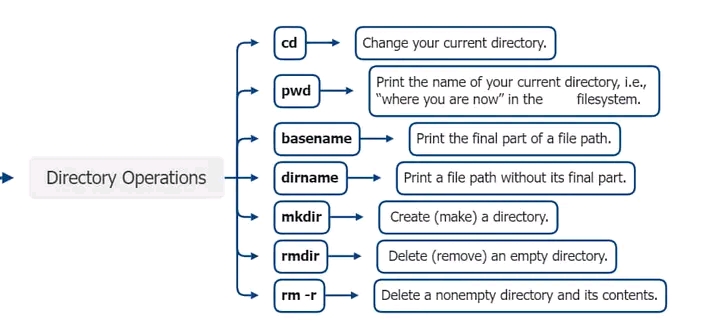 Directory Operations
cd
Change your current directory.
pwd
Print the name of your current directory, i.e.,
"where you are now" in the filesystem.
basename
Print the final part of a file path.
dirname
Print a file path without its final part.
mkdir
Create (make) a directory.
rmdir
Delete (remove) an empty directory.
rm -r
Delete a nonempty directory and its contents.